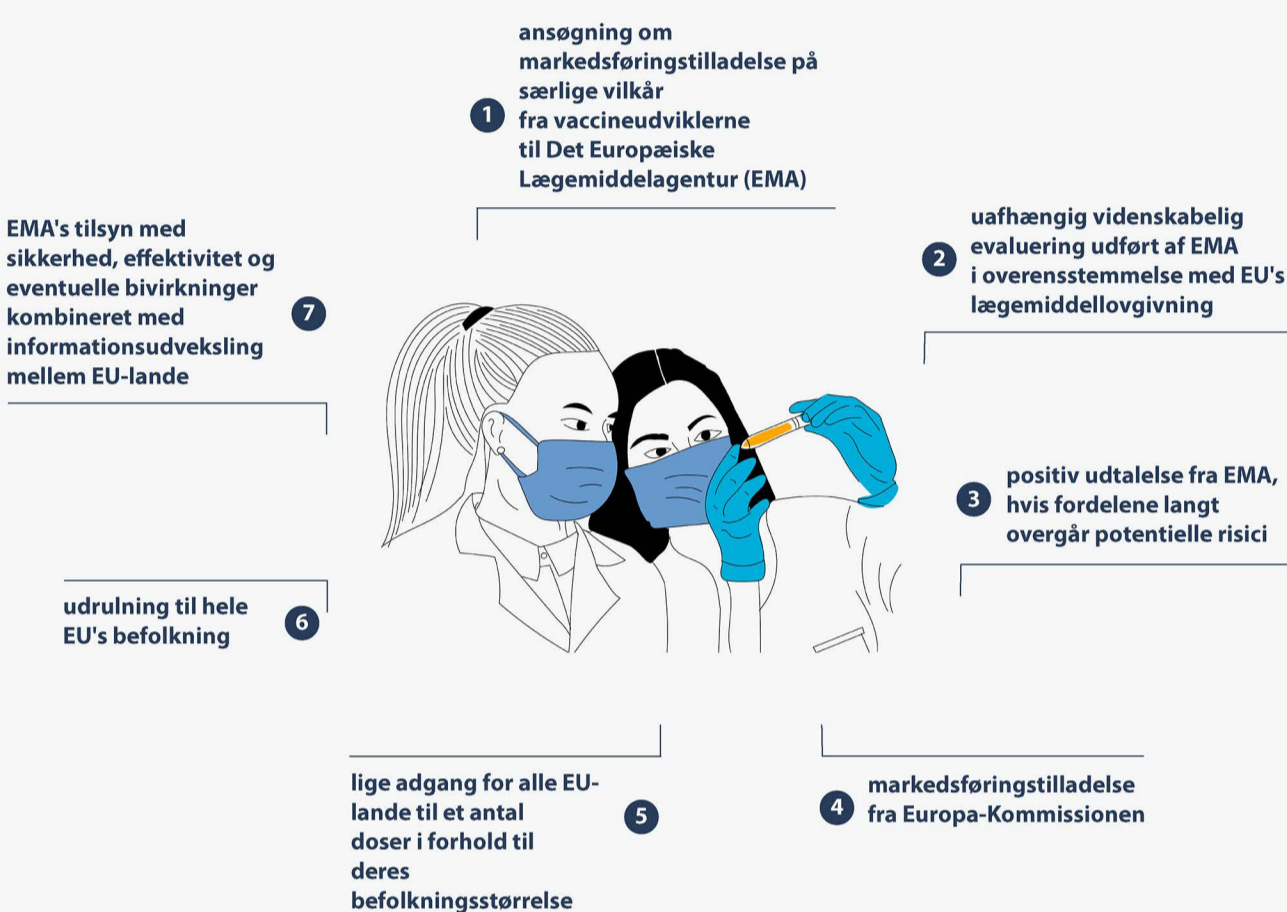 1
ansøgning om
markedsføringstilladelse på
særlige vilkår
fra vaccineudviklerne
til Det Europæiske
Lægemiddelagentur (EMA)
2
uafhængig videnskabelig
evaluering udført af EMA
i overensstemmelse med EU's
lægemiddellovgivning
3
positiv udtalelse fra EMA,
hvis fordelene langt
overgår potentielle risici
4
markedsføringstilladelse
fra Europa-Kommissionen
5
lige adgang for alle EU-
lande til et antal
doser i forhold til
deres
befolkningsstørrelse
6
udrulning til hele
EU's befolkning
7
EMA's tilsyn med
sikkerhed, effektivitet og
eventuelle bivirkninger
kombineret med
informationsudveksling
mellem EU-lande